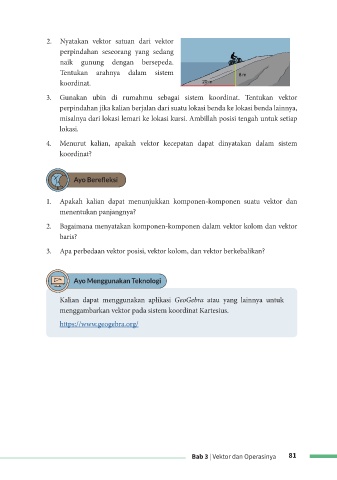 2. Nyatakan vektor satuan dari vektor
perpindahan seseorang yang sedang
naik gunung dengan bersepeda.
Tentukan arahnya dalam sistem
koordinat.
3. Gunakan ubin di rumahmu sebagai sistem koordinat. Tentukan vektor
perpindahan jika kalian berjalan dari suatu lokasi benda ke lokasi benda lainnya,
misalnya dari lokasi lemari ke lokasi kursi. Ambillah posisi tengah untuk setiap
lokasi.
4. Menurut kalian, apakah vektor kecepatan dapat dinyatakan dalam sistem
koordinat?
Ayo Berefleksi
1. Apakah kalian dapat menunjukkan komponen-komponen suatu vektor dan
menentukan panjangnya?
2. Bagaimana menyatakan komponen-komponen dalam vektor kolom dan vektor
baris?
3. Apa perbedaan vektor posisi, vektor kolom, dan vektor berkebalikan?
Ayo Menggunakan Teknologi
Kalian dapat menggunakan aplikasi GeoGebra atau yang lainnya untuk
menggambarkan vektor pada sistem koordinat Kartesius.
https://www.geogebra.org/
Bab 3 | Vektor dan Operasinya 81